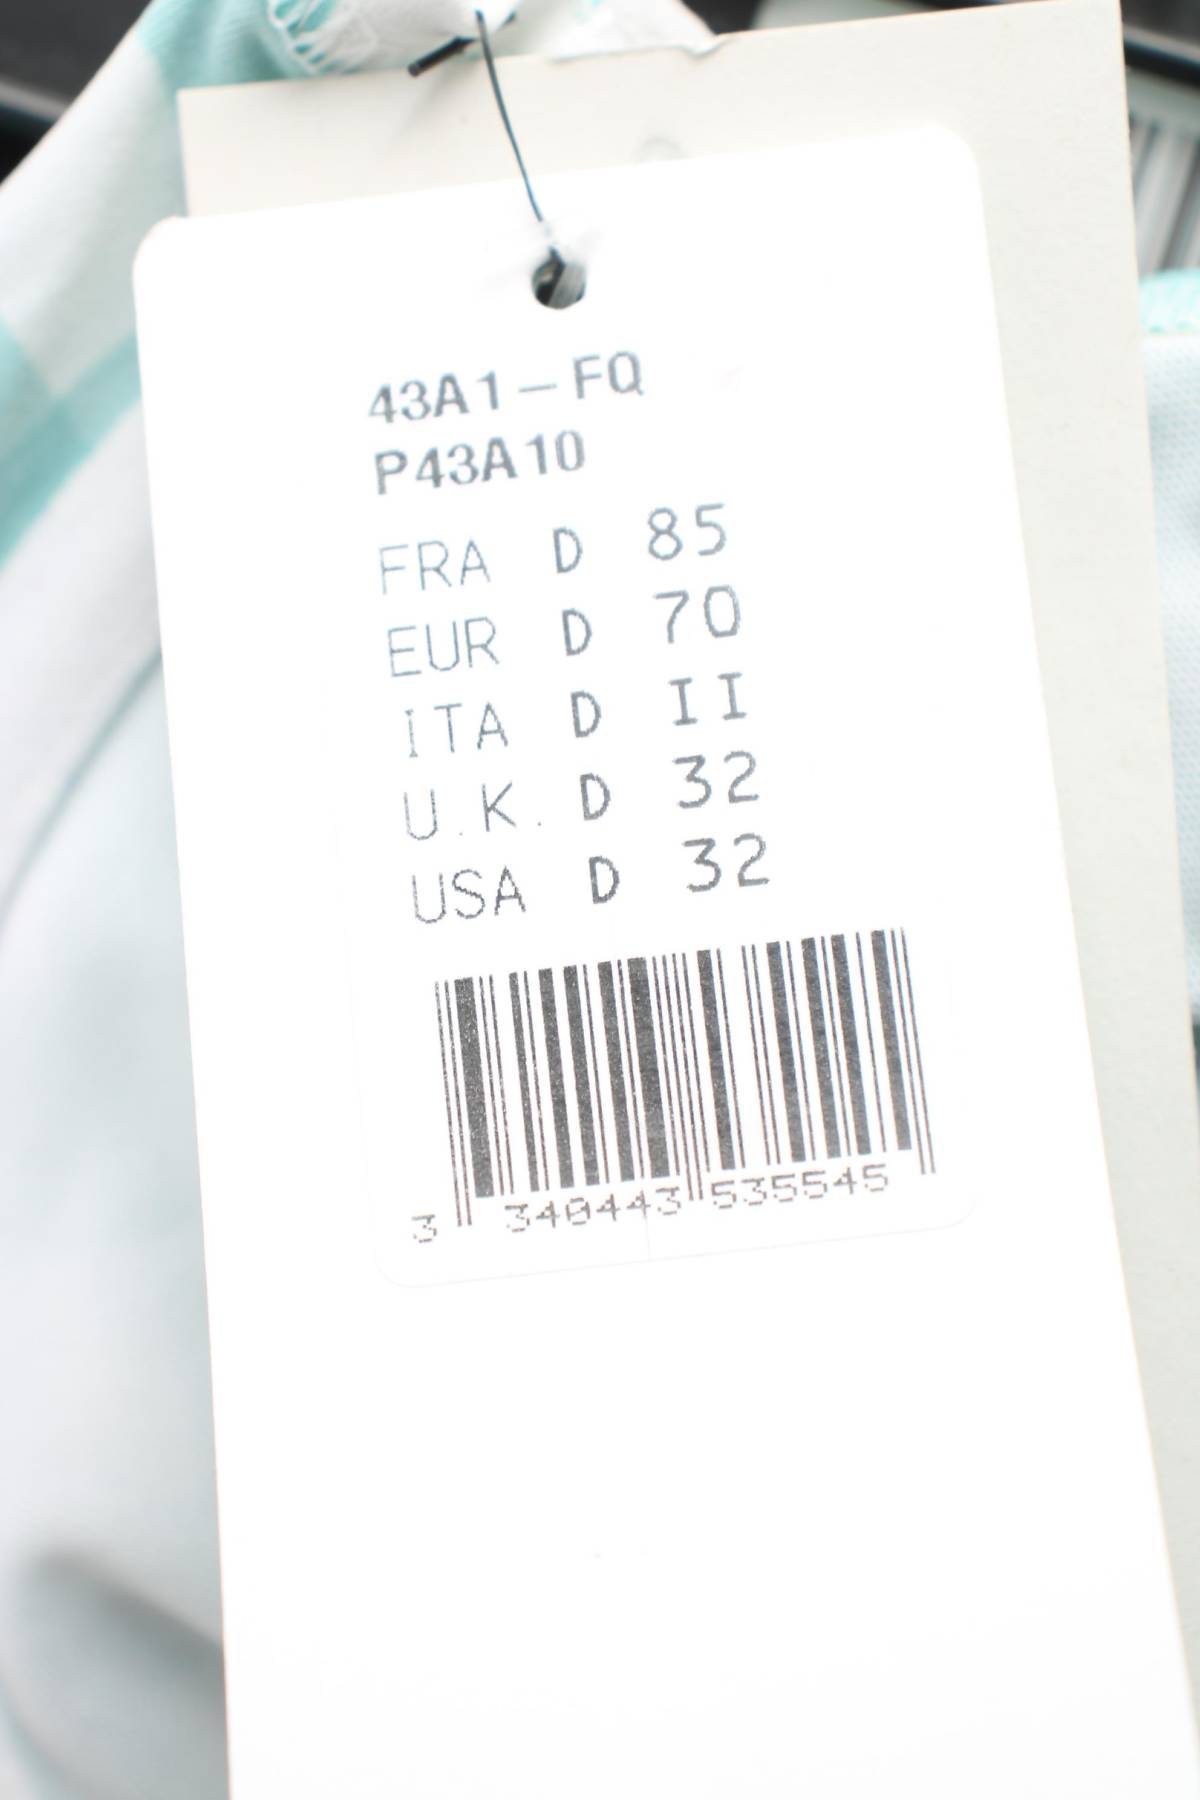 43A1-FQ
P43A10
FRA D 85
EUR D 70
ITA D II
U.K. D 32
USA D 32
3 340443 535545